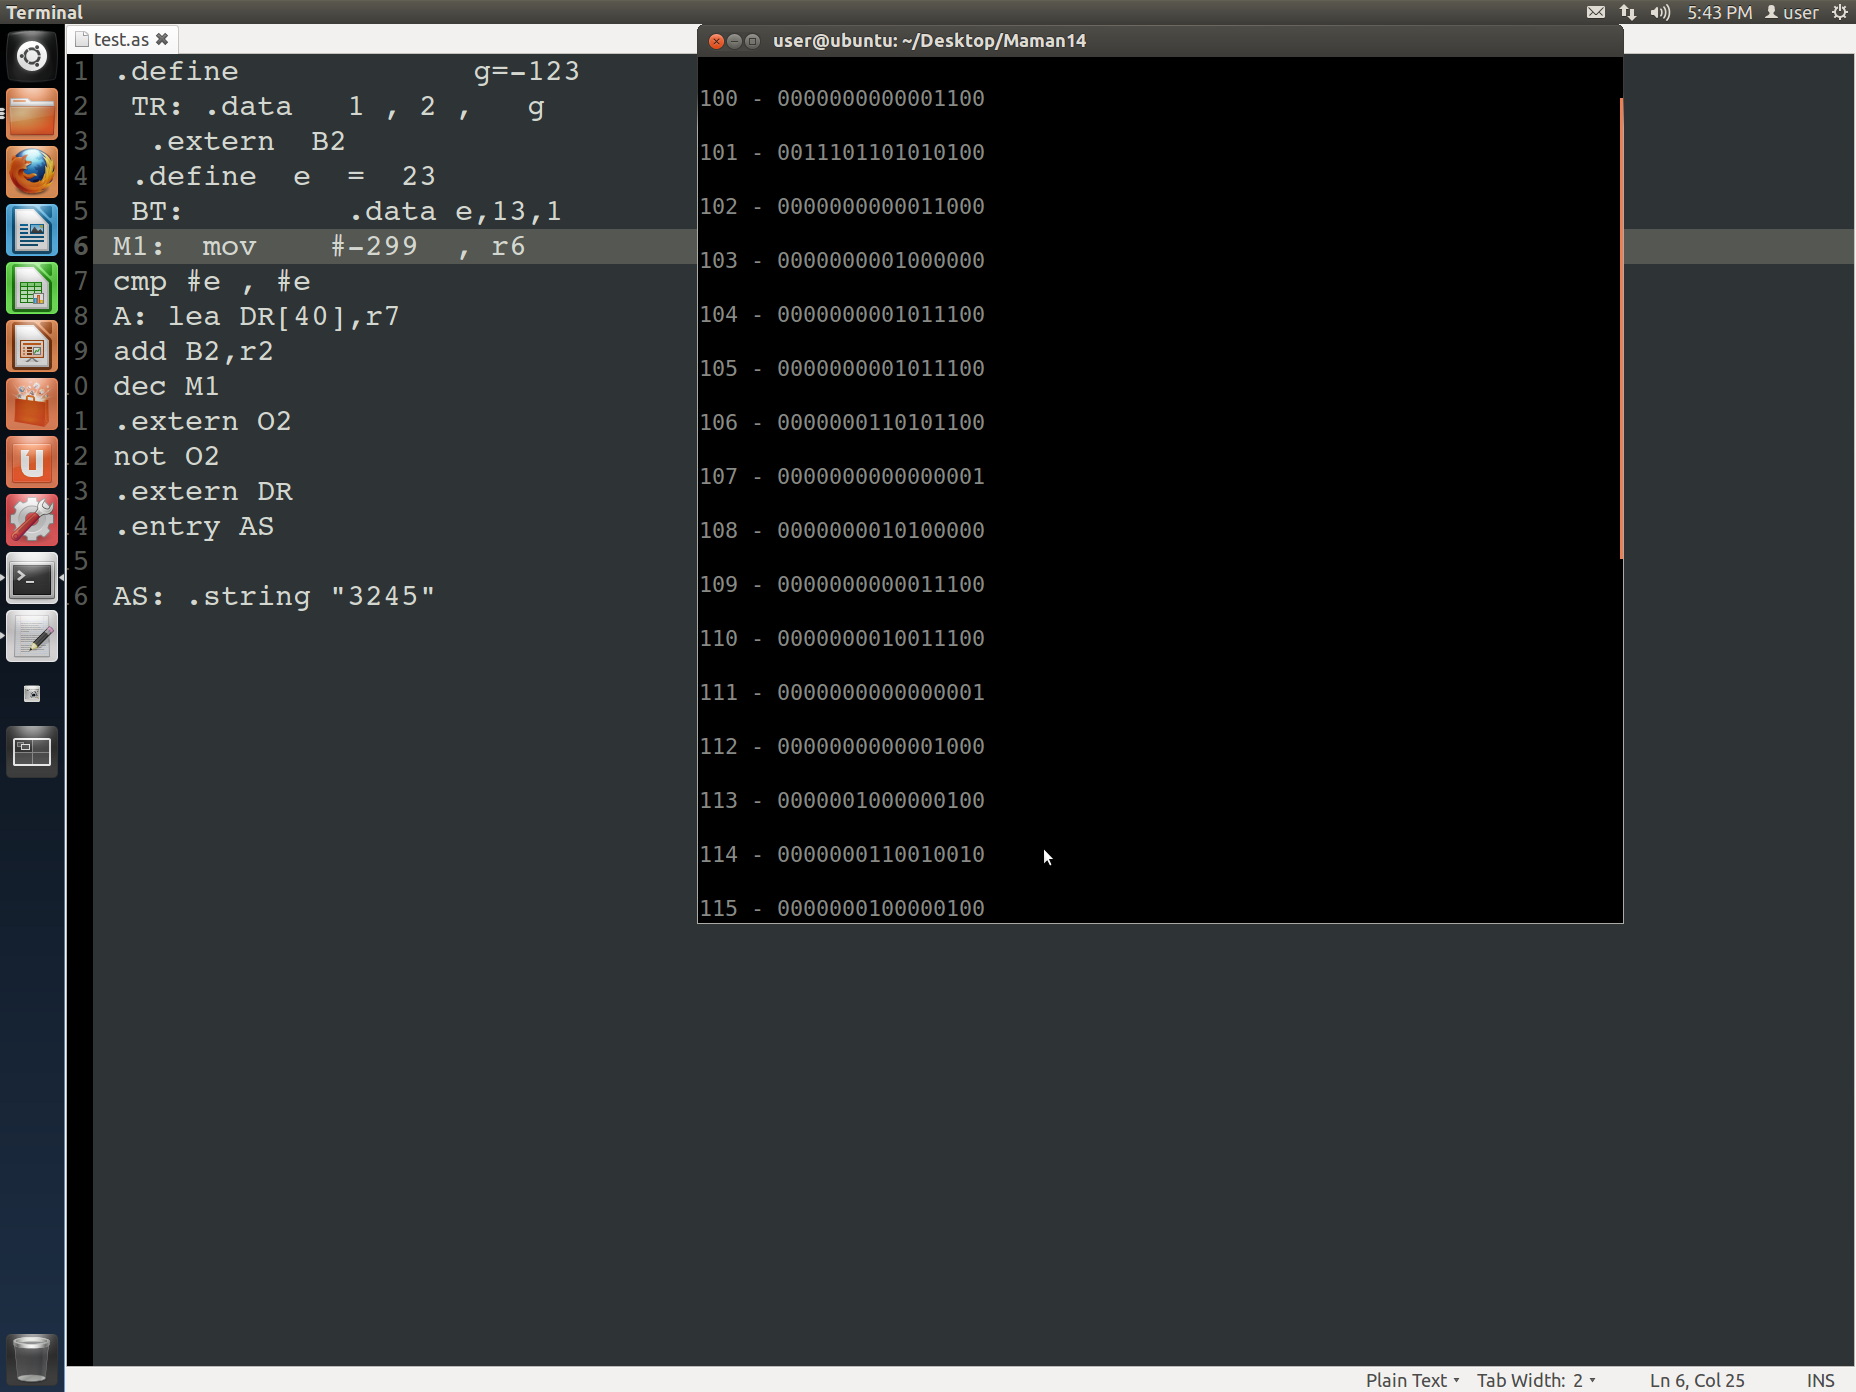 Terminal
5:43 PM user
test.as
1 .define g=-123
2 TR: .data 1 , 2 , g
3 .extern B2
4 .define e = 23
5 BT: .data e,13,1
6 M1: mov #-299 , r6
7 cmp #e , #e
8 A: lea DR[40],r7
9 add B2,r2
0 dec M1
1 .extern O2
2 not O2
3 .extern DR
4 .entry AS
5
6 AS: .string "3245"
user@ubuntu: ~/Desktop/Maman14
100 - 0000000000001100
101 - 0011101101010100
102 - 0000000000011000
103 - 0000000001000000
104 - 0000000001011100
105 - 0000000001011100
106 - 0000000110101100
107 - 0000000000000001
108 - 0000000010100000
109 - 0000000000011100
110 - 0000000010011100
111 - 0000000000000001
112 - 0000000000001000
113 - 0000001000000100
114 - 0000000110010010
115 - 0000000100000100
Plain Text Tab Width: 2 Ln 6, Col 25 INS